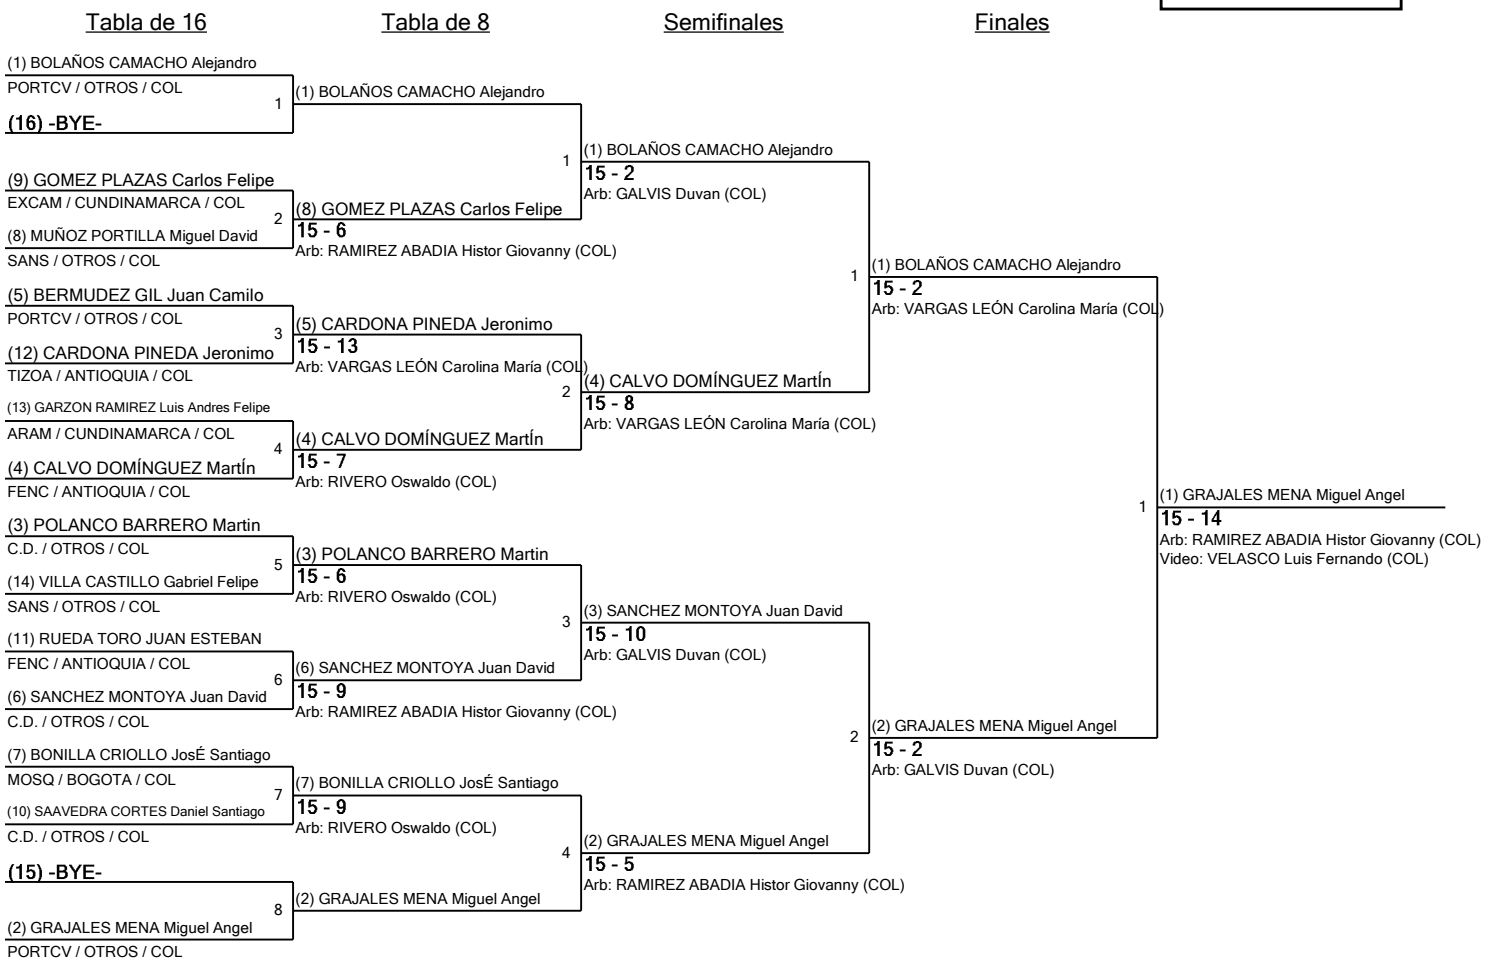 Tabla de 16
Tabla de 8
Semifinales
Finales
(1) BOLAÑOS CAMACHO Alejandro
PORTCV / OTROS / COL
1
(16) -BYE-
(9) GOMEZ PLAZAS Carlos Felipe
EXCAM / CUNDINAMARCA / COL
2
(8) MUÑOZ PORTILLA Miguel David
SANS / OTROS / COL
(5) BERMUDEZ GIL Juan Camilo
PORTCV / OTROS / COL
3
(12) CARDONA PINEDA Jeronimo
TIZOA / ANTIOQUIA / COL
(13) GARZON RAMIREZ Luis Andres Felipe
ARAM / CUNDINAMARCA / COL
4
(4) CALVO DOMÍNGUEZ MartÍn
FENC / ANTIOQUIA / COL
(3) POLANCO BARRERO Martin
C.D. / OTROS / COL
5
(14) VILLA CASTILLO Gabriel Felipe
SANS / OTROS / COL
(11) RUEDA TORO JUAN ESTEBAN
FENC / ANTIOQUIA / COL
6
(6) SANCHEZ MONTOYA Juan David
C.D. / OTROS / COL
(7) BONILLA CRIOLLO JosÉ Santiago
MOSQ / BOGOTA / COL
7
(10) SAAVEDRA CORTES Daniel Santiago
C.D. / OTROS / COL
(15) -BYE-
8
(2) GRAJALES MENA Miguel Angel
PORTCV / OTROS / COL
(1) BOLAÑOS CAMACHO Alejandro
1
(8) GOMEZ PLAZAS Carlos Felipe
15 - 6
Arb: RAMIREZ ABADIA Histor Giovanny (COL)
(5) CARDONA PINEDA Jeronimo
15 - 13
Arb: VARGAS LEÓN Carolina María (COL)
2
(4) CALVO DOMÍNGUEZ MartÍn
15 - 7
Arb: RIVERO Oswaldo (COL)
(3) POLANCO BARRERO Martin
15 - 6
Arb: RIVERO Oswaldo (COL)
3
(6) SANCHEZ MONTOYA Juan David
15 - 9
Arb: RAMIREZ ABADIA Histor Giovanny (COL)
(7) BONILLA CRIOLLO JosÉ Santiago
15 - 9
Arb: RIVERO Oswaldo (COL)
4
(2) GRAJALES MENA Miguel Angel
(1) BOLAÑOS CAMACHO Alejandro
15 - 2
Arb: GALVIS Duvan (COL)
1
(4) CALVO DOMÍNGUEZ MartÍn
15 - 8
Arb: VARGAS LEÓN Carolina María (COL)
(3) SANCHEZ MONTOYA Juan David
15 - 10
Arb: GALVIS Duvan (COL)
2
(2) GRAJALES MENA Miguel Angel
15 - 5
Arb: RAMIREZ ABADIA Histor Giovanny (COL)
(1) BOLAÑOS CAMACHO Alejandro
15 - 2
Arb: VARGAS LEÓN Carolina María (COL)
1
(2) GRAJALES MENA Miguel Angel
15 - 2
Arb: GALVIS Duvan (COL)
(1) GRAJALES MENA Miguel Angel
15 - 14
Arb: RAMIREZ ABADIA Histor Giovanny (COL)
Video: VELASCO Luis Fernando (COL)